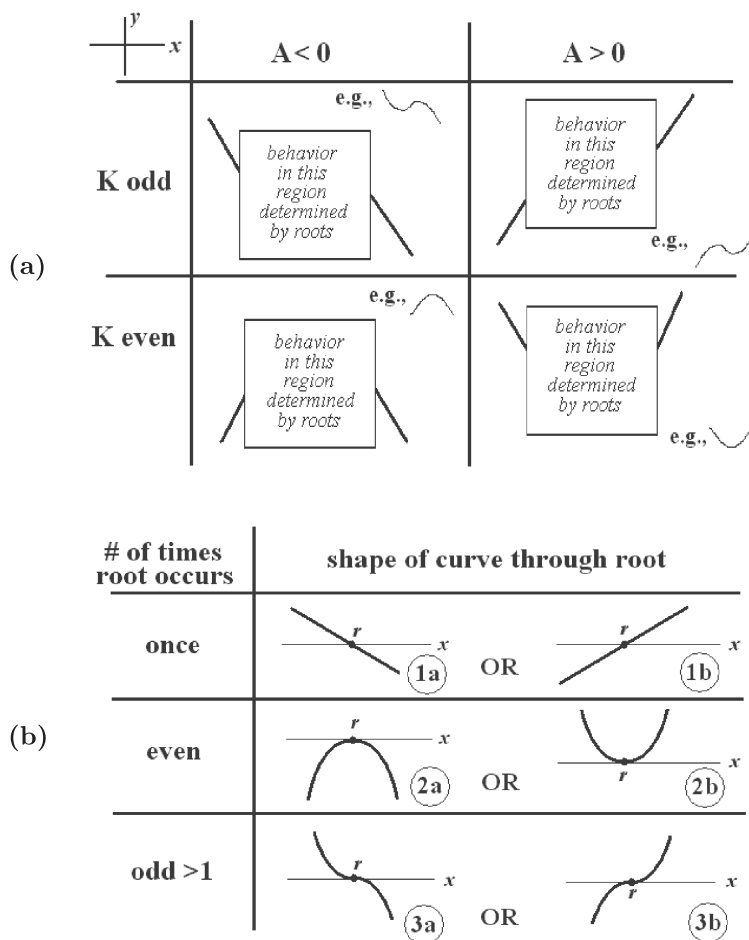 y
x
A < 0
A > 0
e.g.,
behavior
in this
region
determined
by roots
K odd
behavior
in this
region
determined
by roots
e.g.,
(a)
e.g.,
K even
behavior
in this
region
determined
by roots
behavior
in this
region
determined
by roots
e.g.,
# of times
root occurs
shape of curve through root
once
r
x
1a
OR
r
x
1b
(b)
even
r
x
2a
OR
r
x
2b
odd >1
r
x
3a
OR
r
x
3b